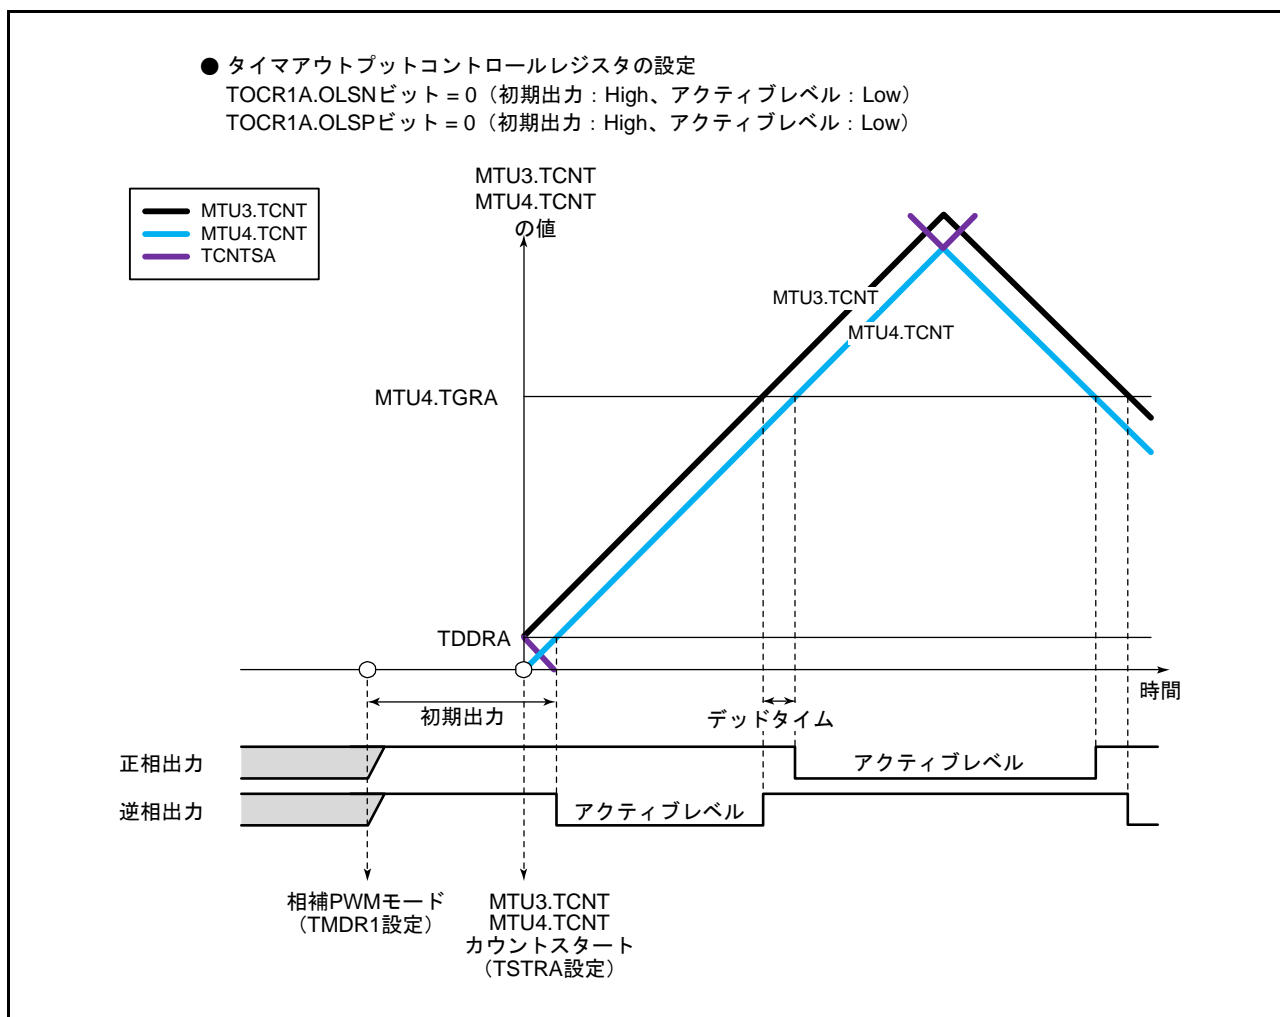 ● タイマアウトプットコントロールレジスタの設定
TOCR1A.OLSNビット = 0（初期出力：High、アクティブレベル：Low）
TOCR1A.OLSPビット = 0（初期出力：High、アクティブレベル：Low）
MTU3.TCNT
MTU4.TCNT
の値
MTU3.TCNT
MTU4.TCNT
TCNTSA
MTU3.TCNT
MTU4.TCNT
MTU4.TGRA
TDDRA
時間
初期出力
デッドタイム
正相出力
アクティブレベル
逆相出力
アクティブレベル
相補PWMモード
（TMDR1設定）
MTU3.TCNT
MTU4.TCNT
カウントスタート
（TSTRA設定）